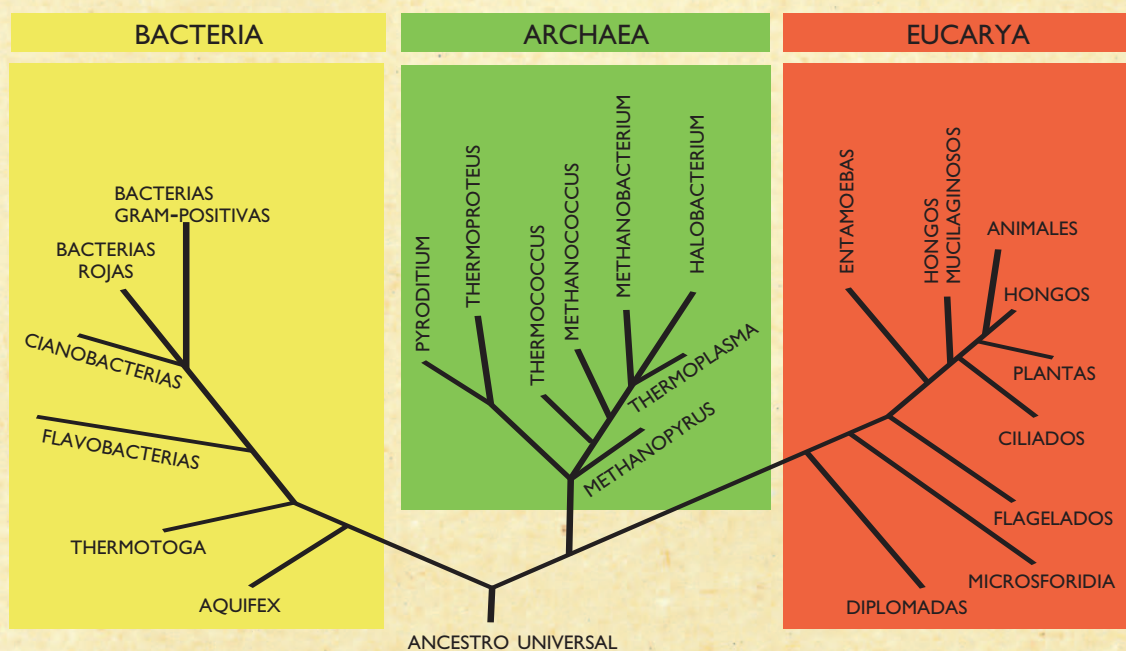 BACTERIA
ARCHAEA
EUCARYA
BACTERIAS
GRAM-POSITIVAS
BACTERIAS
ROJAS
CIANOBACTERIAS
FLAVOBACTERIAS
THERMOTOGA
AQUIFEX
PYRODITIUM
THERMOPROTEUS
THERMOCOCCUS
METHANOCOCCUS
METHANOBACTERIUM
HALOBACTERIUM
THERMOPLASMA
METHANOPYRUS
ENTAMOEBAS
HONGOS
MUCILAGINOSOS
ANIMALES
HONGOS
PLANTAS
CILIADOS
FLAGELADOS
MICROSFORIDIA
DIPLOMADAS
ANCESTRO UNIVERSAL